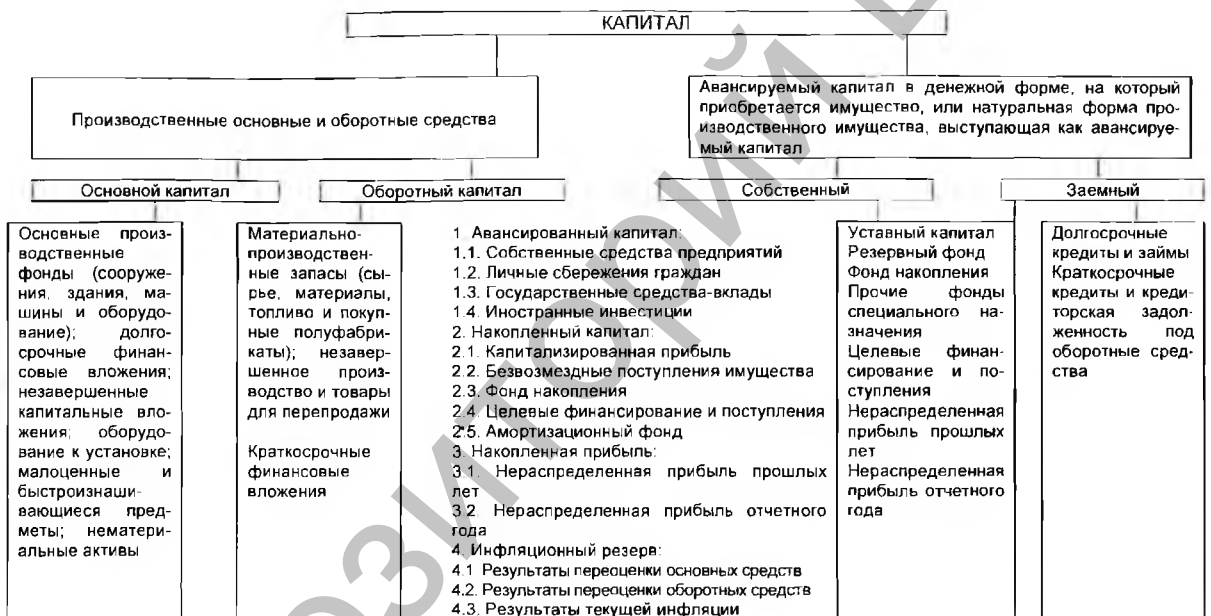 КАПИТАЛ
Производственные основные и оборотные средства
Авансируемый капитал в денежной форме, на который
приобретается имущество, или натуральная форма про-
изводственного имущества, выступающая как авансируе-
мый капитал
Основной капитал
Оборотный капитал
Собственный
Заемный
Основные произ-
водственные
фонды (сооруже-
ния, здания, ма-
шины и оборудо-
вание); долго-
срочные финан-
совые вложения;
незавершенные
капитальные вло-
жения; оборудо-
вание к установке;
малоценные и
быстроизнаши-
вающиеся пред-
меты; нематери-
альные активы
Материально-
производствен-
ные запасы (сы-
рье, материалы,
топливо и покуп-
ные полуфабри-
каты); незавер-
шенное произ-
водство и товары
для перепродажи
Краткосрочные
финансовые
вложения
1. Авансированный капитал:
1.1. Собственные средства предприятий
1.2. Личные сбережения граждан
1.3. Государственные средства-вклады
1.4. Иностранные инвестиции
2. Накопленный капитал:
2.1. Капитализированная прибыль
2.2. Безвозмездные поступления имущества
2.3. Фонд накопления
2.4. Целевые финансирование и поступления
2.5. Амортизационный фонд
3. Накопленная прибыль:
3.1. Нераспределенная прибыль прошлых
лет
3.2. Нераспределенная прибыль отчетного
года
4. Инфляционный резерв:
4.1 Результаты переоценки основных средств
4.2. Результаты переоценки оборотных средств
4.3. Результаты текущей инфляции
Уставный капитал
Резервный фонд
Фонд накопления
Прочие фонды
специального на-
значения
Целевые финан-
сирование и по-
ступления
Нераспределенная
прибыль прошлых
лет
Нераспределенная
прибыль отчетного
года
Долгосрочные
кредиты и займы
Краткосрочные
кредиты и креди-
торская задол-
женность под
оборотные сред-
ства